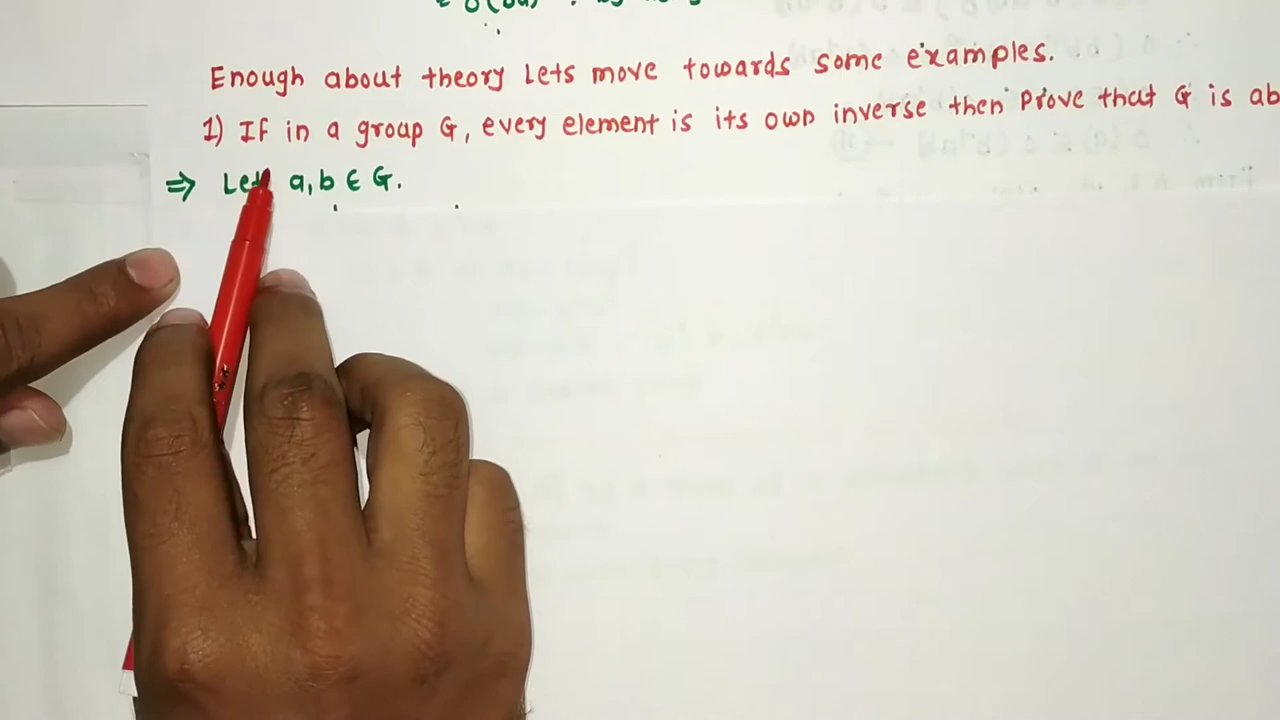 Enough about theory Lets move towards some examples.
1) If in a group G, every element is its own inverse then Prove that G is ab
⇒ Let a, b ∈ G.